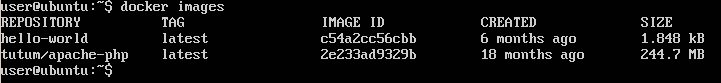 user@ubuntu:~$ docker images
REPOSITORY TAG IMAGE ID CREATED SIZE
hello-world latest c54a2cc56cbb 6 months ago 1.848 kB
tutum/apache-php latest 2e233ad9329b 18 months ago 244.7 MB
user@ubuntu:~$